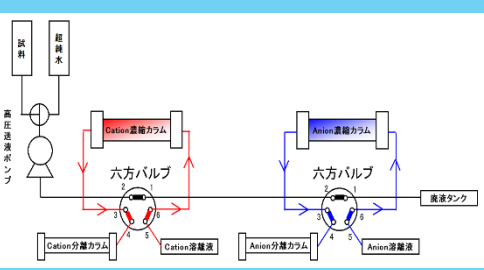 試料
超純水
高圧送液ポンプ
Cation濃縮カラム
Anion濃縮カラム
六方バルブ
六方バルブ
2 1
3 6
4 5
2 1
3 6
4 5
廃液タンク
Cation分離カラム
Cation溶離液
Anion分離カラム
Anion溶離液